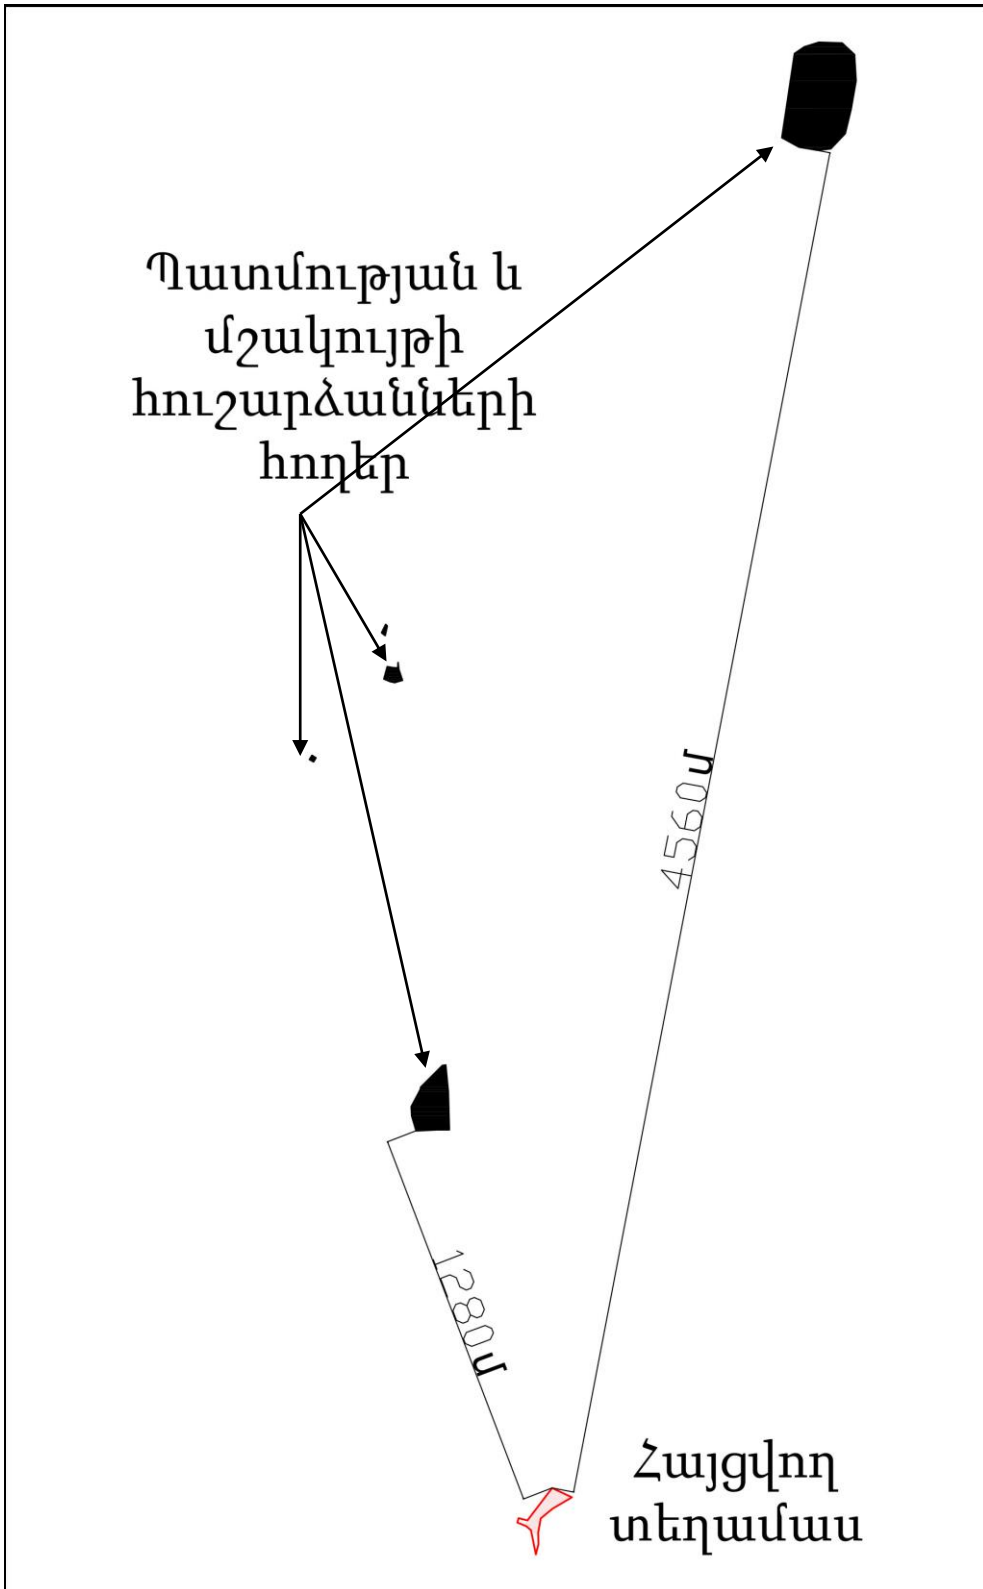 Պատմության և
մշակույթի
հուշարձանների
հողեր
4560մ
1280մ
Հայցվող
տեղամաս